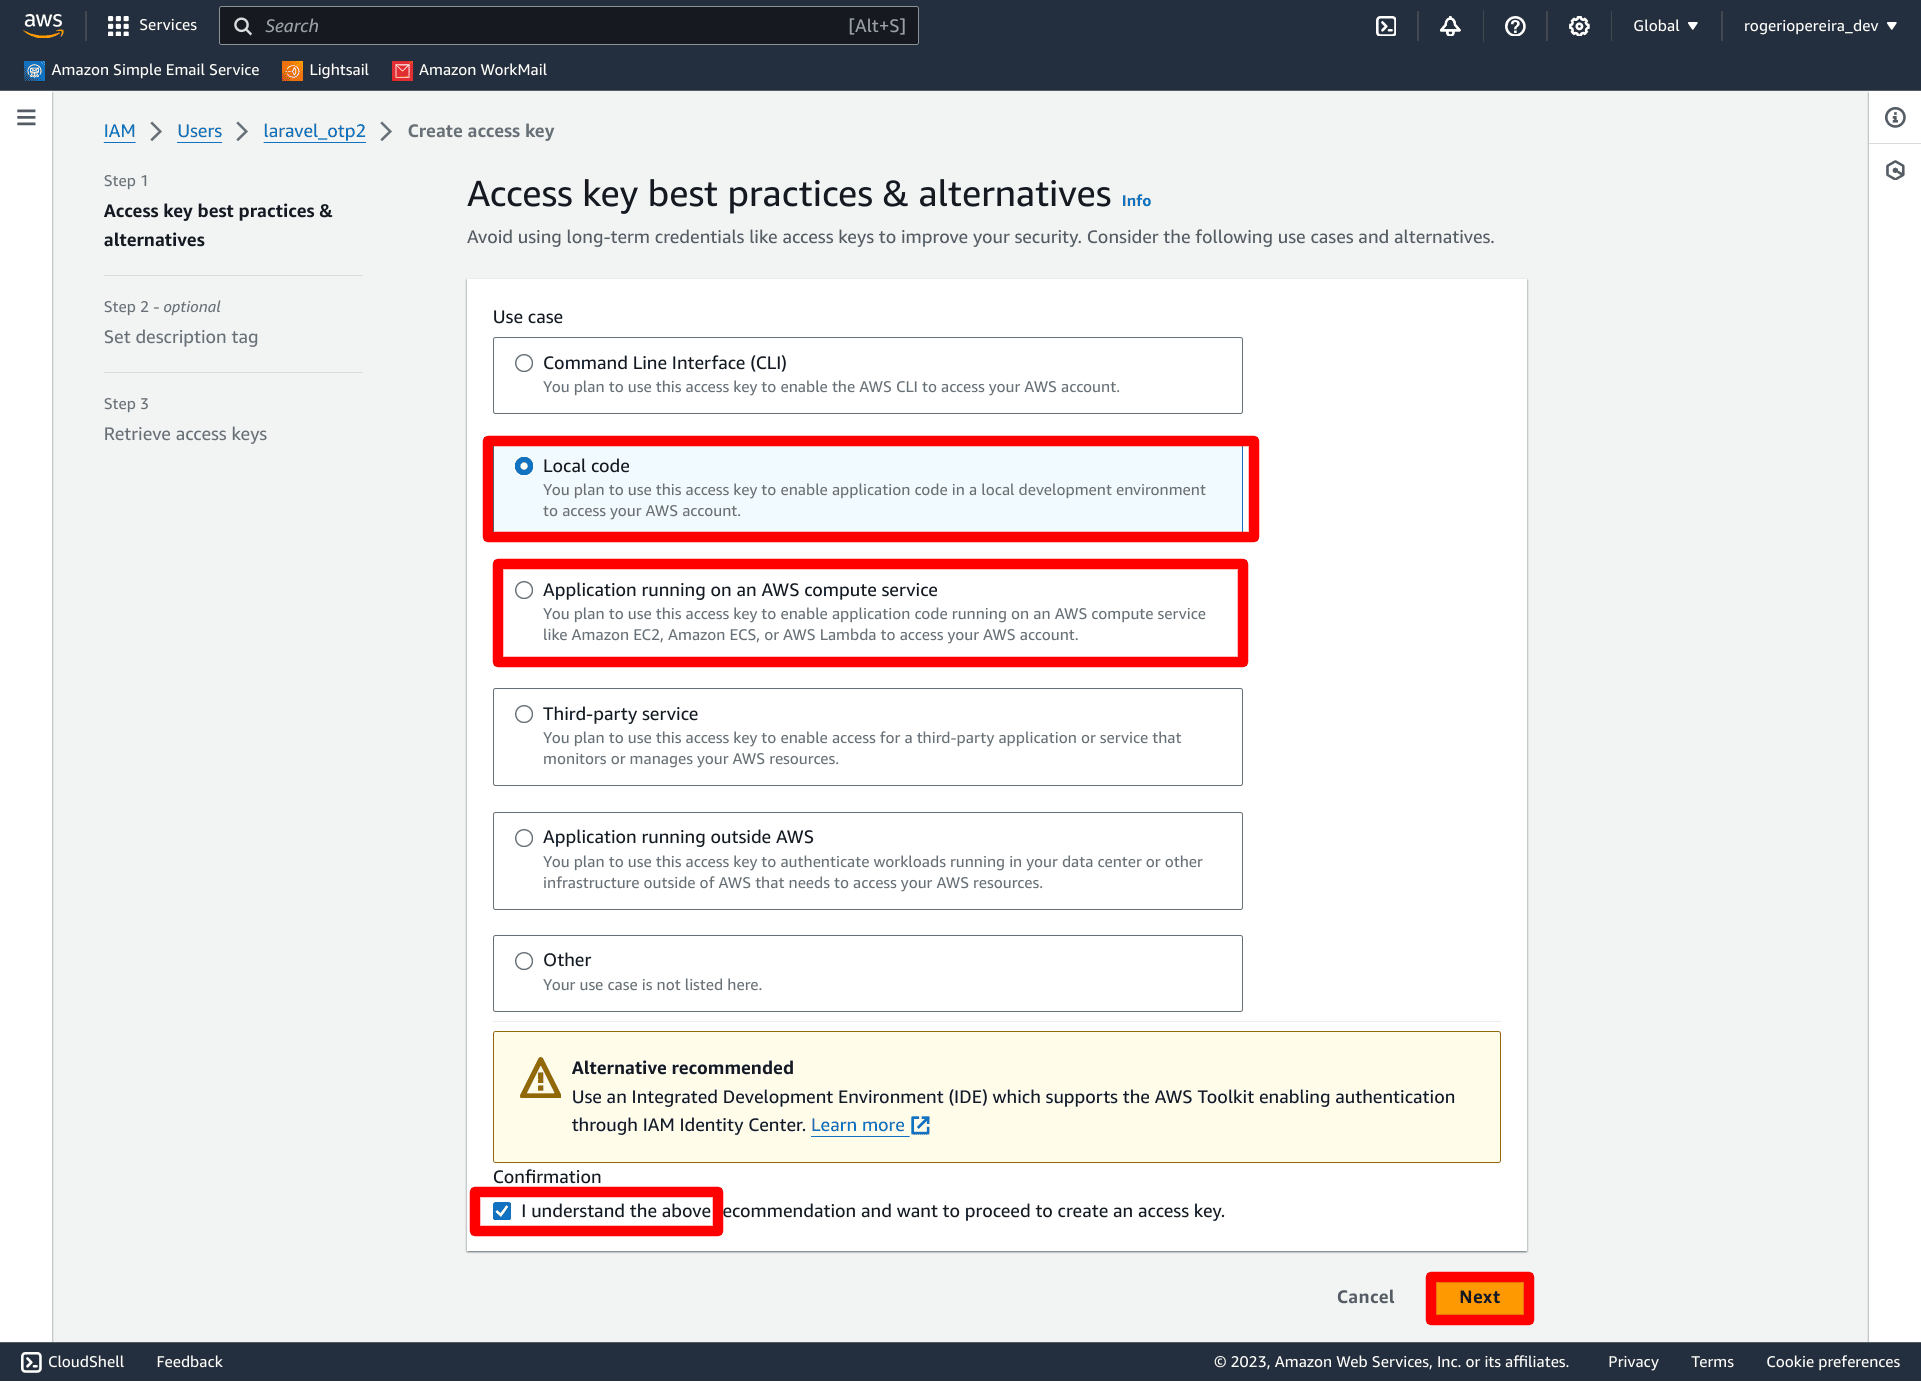 aws
Services
Search
[Alt+S]
Global
rogeriopereira_dev
Amazon Simple Email Service
Lightsail
Amazon WorkMail
IAM
Users
laravel_otp2
Create access key
Step 1
Access key best practices &
alternatives
Step 2 - optional
Set description tag
Step 3
Retrieve access keys
Access key best practices & alternatives Info
Avoid using long-term credentials like access keys to improve your security. Consider the following use cases and alternatives.
Use case
Command Line Interface (CLI)
You plan to use this access key to enable the AWS CLI to access your AWS account.
Local code
You plan to use this access key to enable application code in a local development environment
to access your AWS account.
Application running on an AWS compute service
You plan to use this access key to enable application code running on an AWS compute service
like Amazon EC2, Amazon ECS, or AWS Lambda to access your AWS account.
Third-party service
You plan to use this access key to enable access for a third-party application or service that
monitors or manages your AWS resources.
Application running outside AWS
You plan to use this access key to authenticate workloads running in your data center or other
infrastructure outside of AWS that needs to access your AWS resources.
Other
Your use case is not listed here.
Alternative recommended
Use an Integrated Development Environment (IDE) which supports the AWS Toolkit enabling authentication
through IAM Identity Center. Learn more
Confirmation
I understand the above ecommendation and want to proceed to create an access key.
Cancel
Next
CloudShell
Feedback
© 2023, Amazon Web Services, Inc. or its affiliates.
Privacy
Terms
Cookie preferences